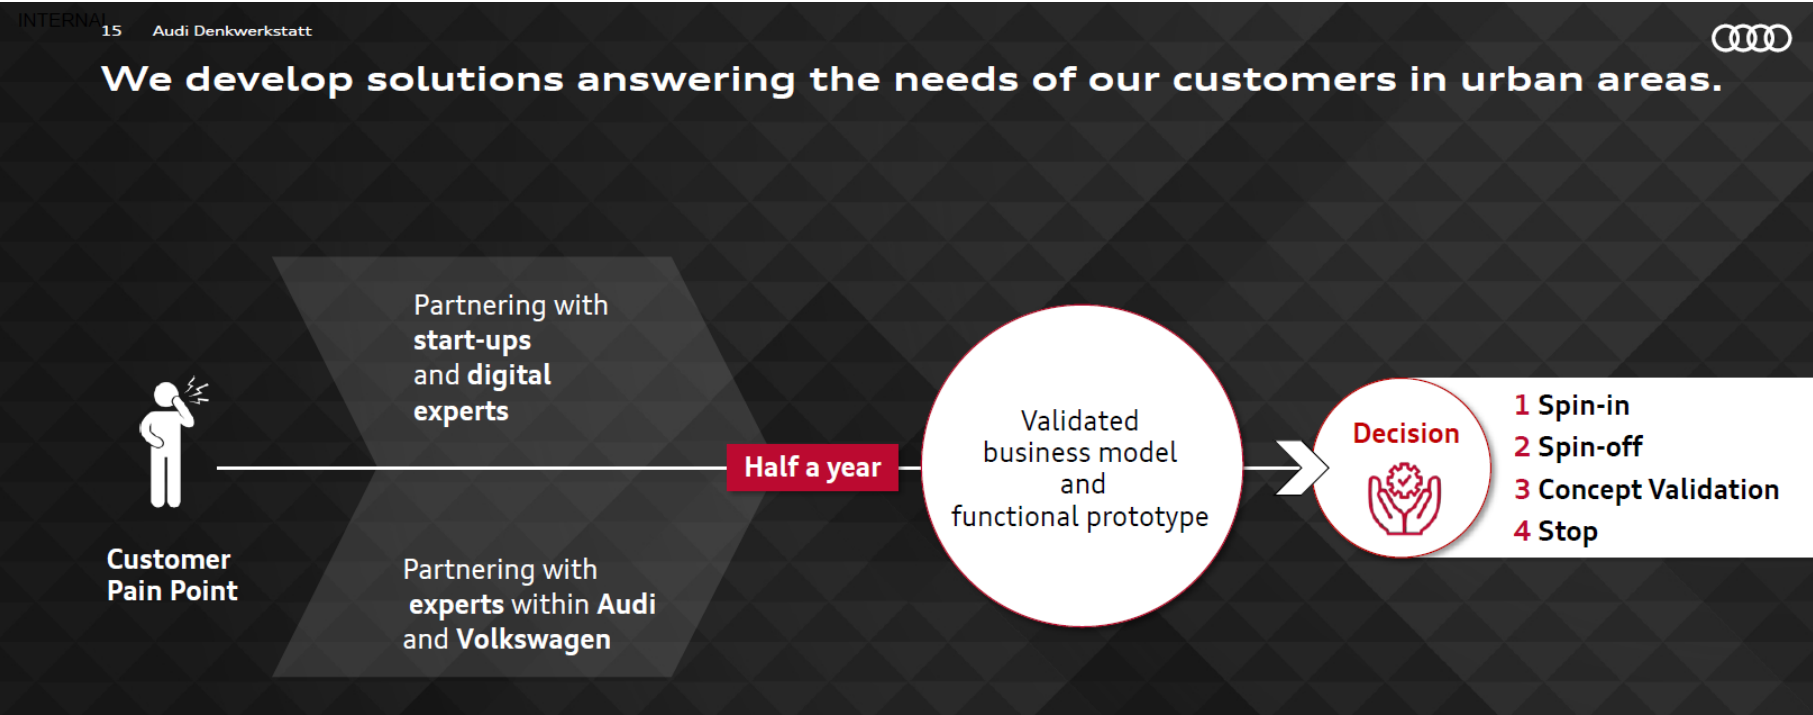 INTERNAL
15 Audi Denkwerkstatt
We develop solutions answering the needs of our customers in urban areas.
Partnering with
start-ups
and digital
experts
Customer
Pain Point
Partnering with
experts within Audi
and Volkswagen
Half a year
Validated
business model
and
functional prototype
Decision
1 Spin-in
2 Spin-off
3 Concept Validation
4 Stop